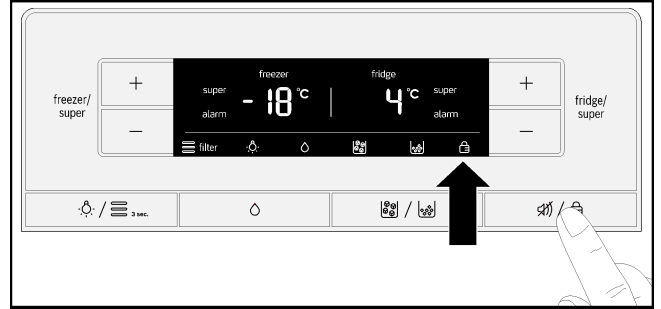 freezer/
super
+
−
freezer
super
alarm
-18 °C
fridge
4 °C
super
alarm
filter
+
−
fridge/
super
/ 3 sec.
/
/